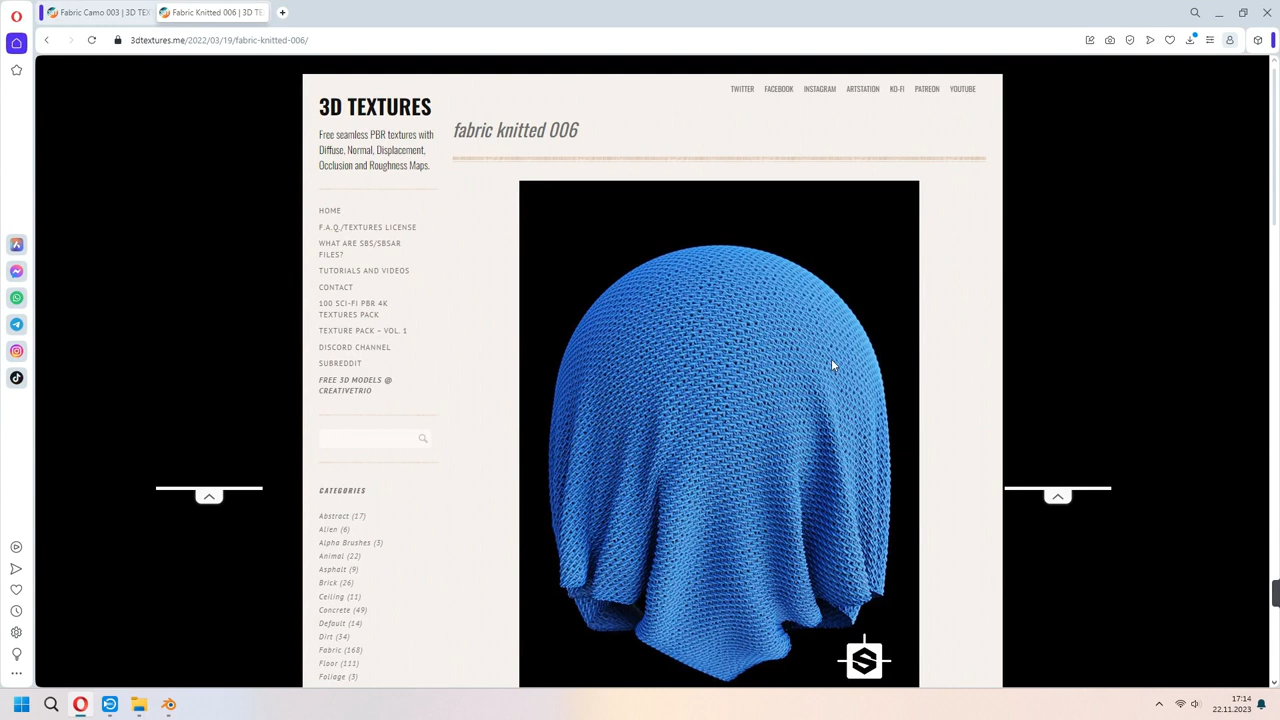 Fabric Camo 003 | 3D TEX
Fabric Knitted 006 | 3D TE
3dtextures.me/2022/03/19/fabric-knitted-006/
TWITTER FACEBOOK INSTAGRAM ARTSTATION KO-FI PATREON YOUTUBE
3D TEXTURES
Free seamless PBR textures with
Diffuse, Normal, Displacement,
Occlusion and Roughness Maps.
fabric knitted 006
HOME
F.A.Q./TEXTURES LICENSE
WHAT ARE SBS/SBSAR
FILES?
TUTORIALS AND VIDEOS
CONTACT
100 SCI-FI PBR 4K
TEXTURES PACK
TEXTURE PACK – VOL. 1
DISCORD CHANNEL
SUBREDDIT
FREE 3D MODELS @
CREATIVETRIO
CATEGORIES
Abstract (17)
Alien (6)
Alpha Brushes (3)
Animal (22)
Asphalt (9)
Brick (26)
Ceiling (11)
Concrete (49)
Default (14)
Dirt (34)
Fabric (168)
Floor (111)
Foliage (3)
17:14
22.11.2023